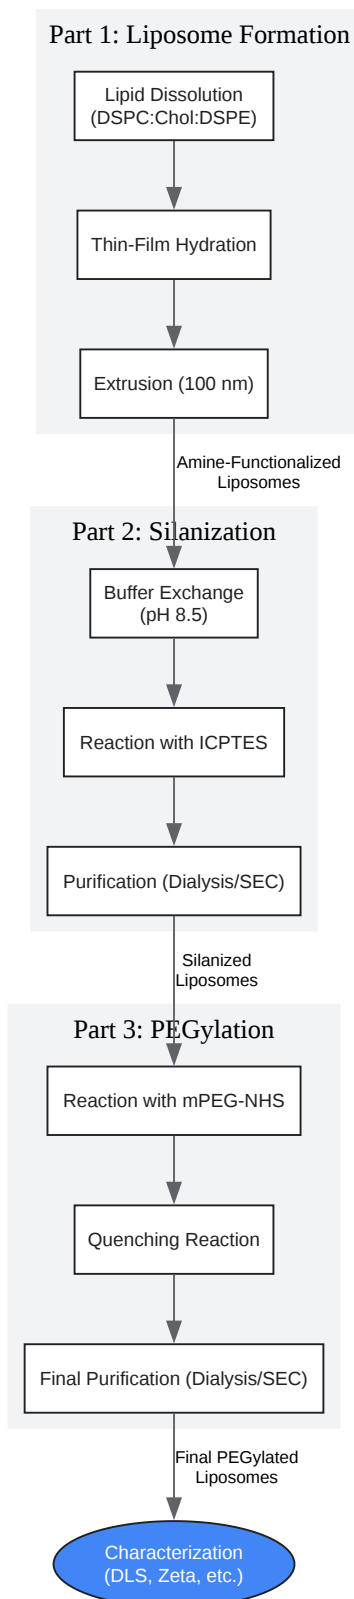 Part 1: Liposome Formation
Lipid Dissolution
(DSPC:Chol:DSPE)
Thin-Film Hydration
Extrusion (100 nm)
Amine-Functionalized
Liposomes
Part 2: Silanization
Buffer Exchange
(pH 8.5)
Reaction with ICPTES
Purification (Dialysis/SEC)
Silanized
Liposomes
Part 3: PEGylation
Reaction with mPEG-NHS
Quenching Reaction
Final Purification (Dialysis/SEC)
Final PEGylated
Liposomes
Characterization
(DLS, Zeta, etc.)